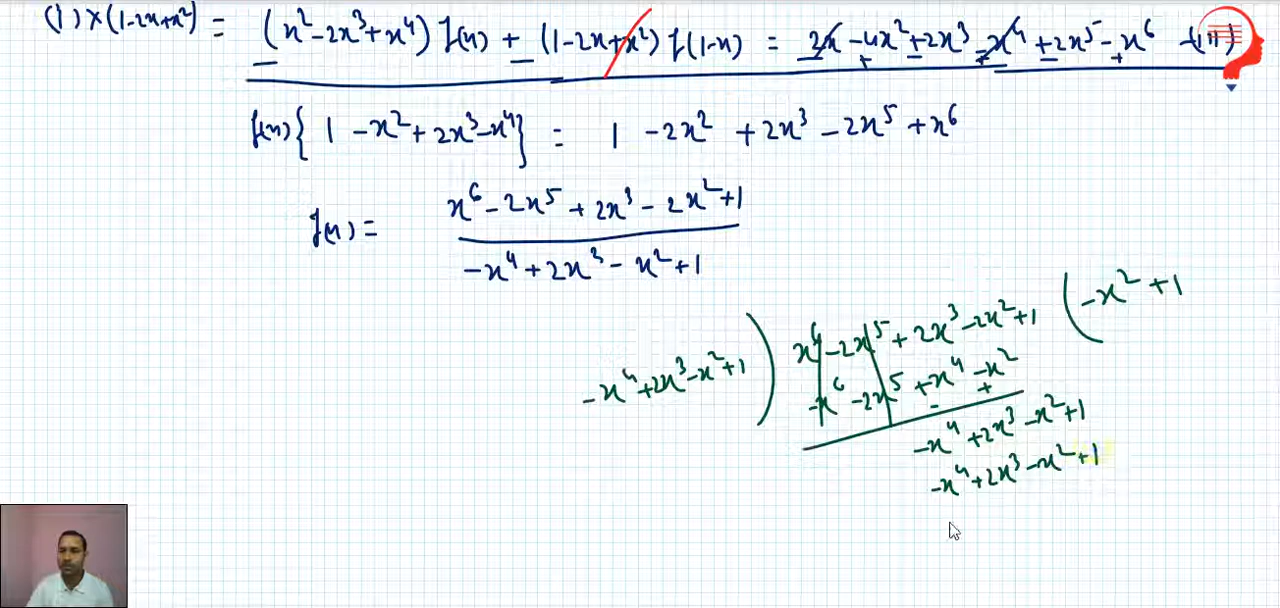 (1)×(1-2x+x²) = (x²-2x³+x⁴) f(x) + (1-2x+x²) f(1-x) = 2x-4x²+2x³-x⁴+2x⁵-x⁶ -(iii)
f(x){ 1-x²+2x³-x⁴} = 1 -2x² +2x³ -2x⁵ +x⁶
f(x) = x⁶-2x⁵+2x³-2x²+1
-x⁴+2x³-x²+1
-x⁴+2x³-x²+1 ) x⁶-2x⁵+2x³-2x²+1 ( -x²+1
x⁶-2x⁵+x⁴-x²
-x⁴+2x³-x²+1
-x⁴+2x³-x²+1